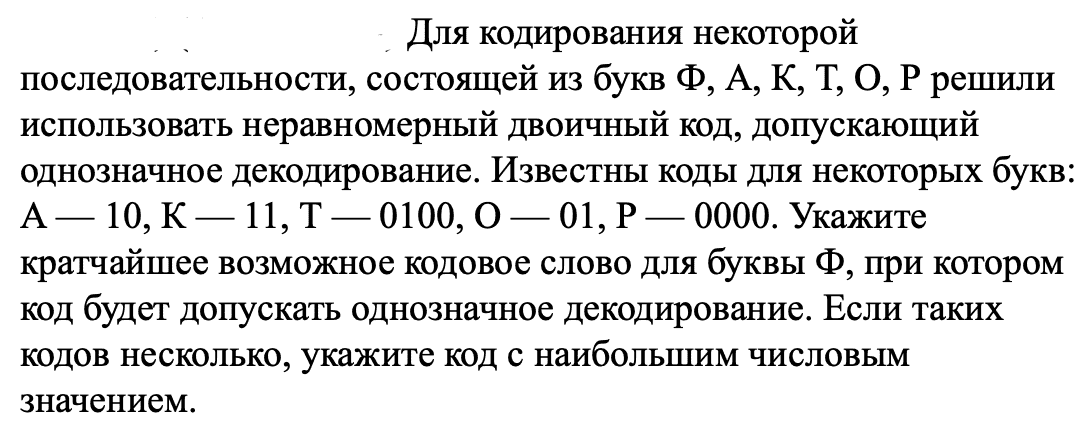 Для кодирования некоторой
последовательности, состоящей из букв Ф, А, К, Т, О, Р решили
использовать неравномерный двоичный код, допускающий
однозначное декодирование. Известны коды для некоторых букв:
А — 10, К — 11, Т — 0100, О — 01, Р — 0000. Укажите
кратчайшее возможное кодовое слово для буквы Ф, при котором
код будет допускать однозначное декодирование. Если таких
кодов несколько, укажите код с наибольшим числовым
значением.